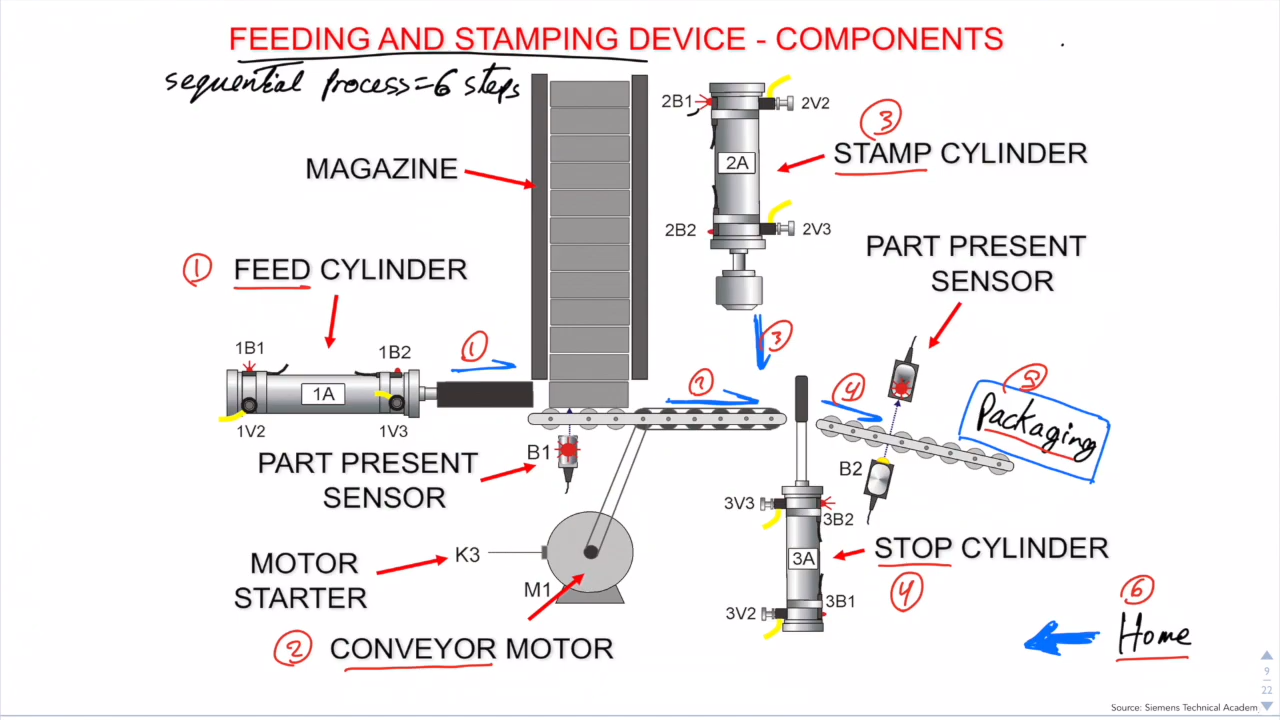 FEEDING AND STAMPING DEVICE - COMPONENTS
sequential process=6 steps
MAGAZINE
2B1
2V2
3
STAMP CYLINDER
2A
2B2
2V3
PART PRESENT
SENSOR
1 FEED CYLINDER
1B1
1B2
1
3
1A
2
4
5
Packaging
1V2
1V3
B1
B2
PART PRESENT
SENSOR
3V3
3B2
MOTOR
STARTER
K3
3A
STOP CYLINDER
4
M1
3V2
3B1
6
Home
2 CONVEYOR MOTOR
9
22
Source: Siemens Technical Academ